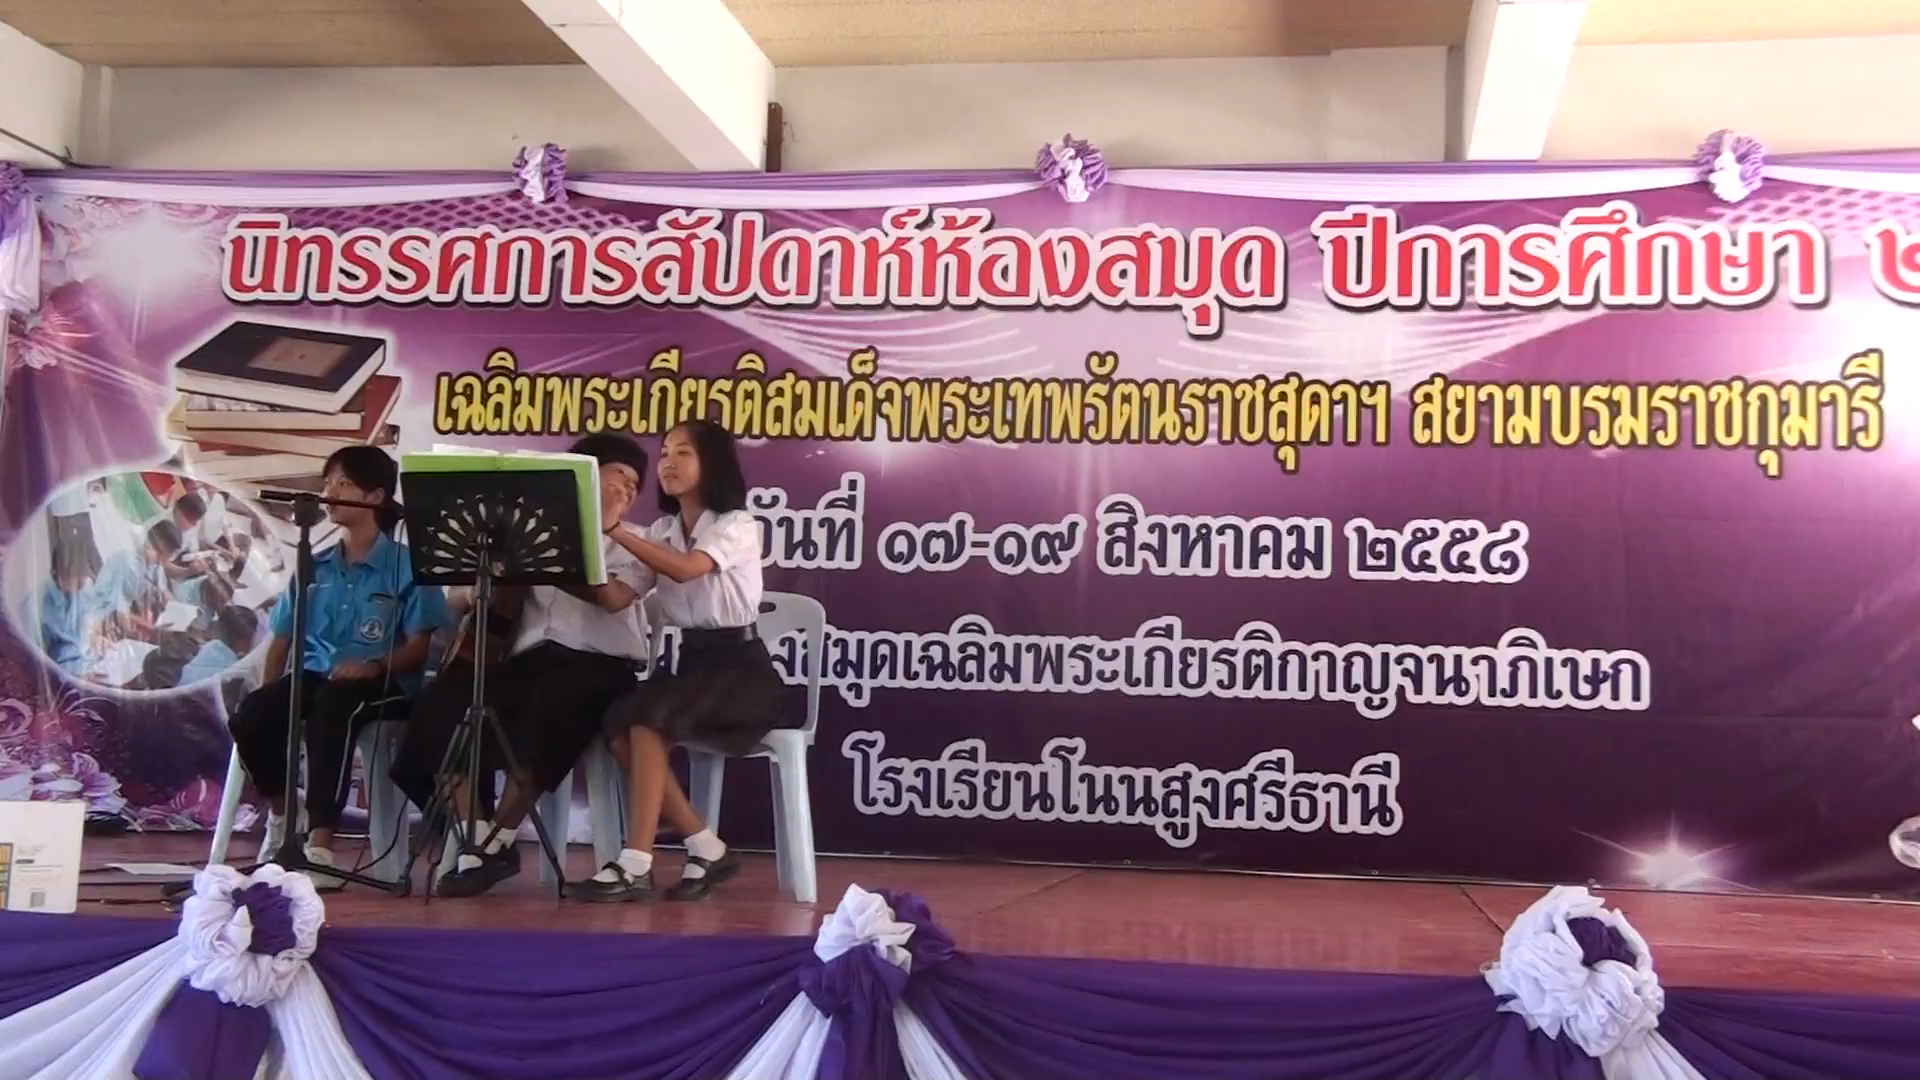 นิทรรศการสัปดาห์ห้องสมุด ปีการศึกษา ๒
เฉลิมพระเกียรติสมเด็จพระเทพรัตนราชสุดาฯ สยามบรมราชกุมารี
วันที่ ๑๗-๑๙ สิงหาคม ๒๕๕๘
งสมุดเฉลิมพระเกียรติกาญจนาภิเษก
โรงเรียนโนนสูงศรีธานี